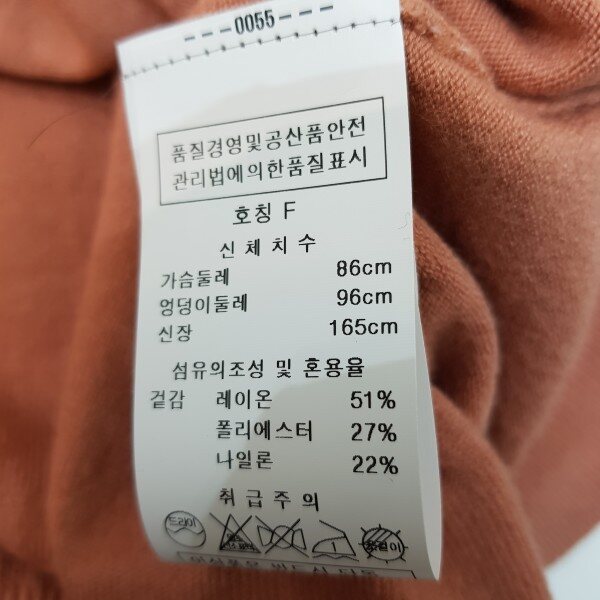 ---0055---
품질경영및공산품안전
관리법에의한품질표시
호칭 F
신체치수
가슴둘레 86cm
엉덩이둘레 96cm
신장 165cm
섬유의조성 및 혼용율
겉감 레이온 51%
폴리에스터 27%
나일론 22%
취급주의
드라이